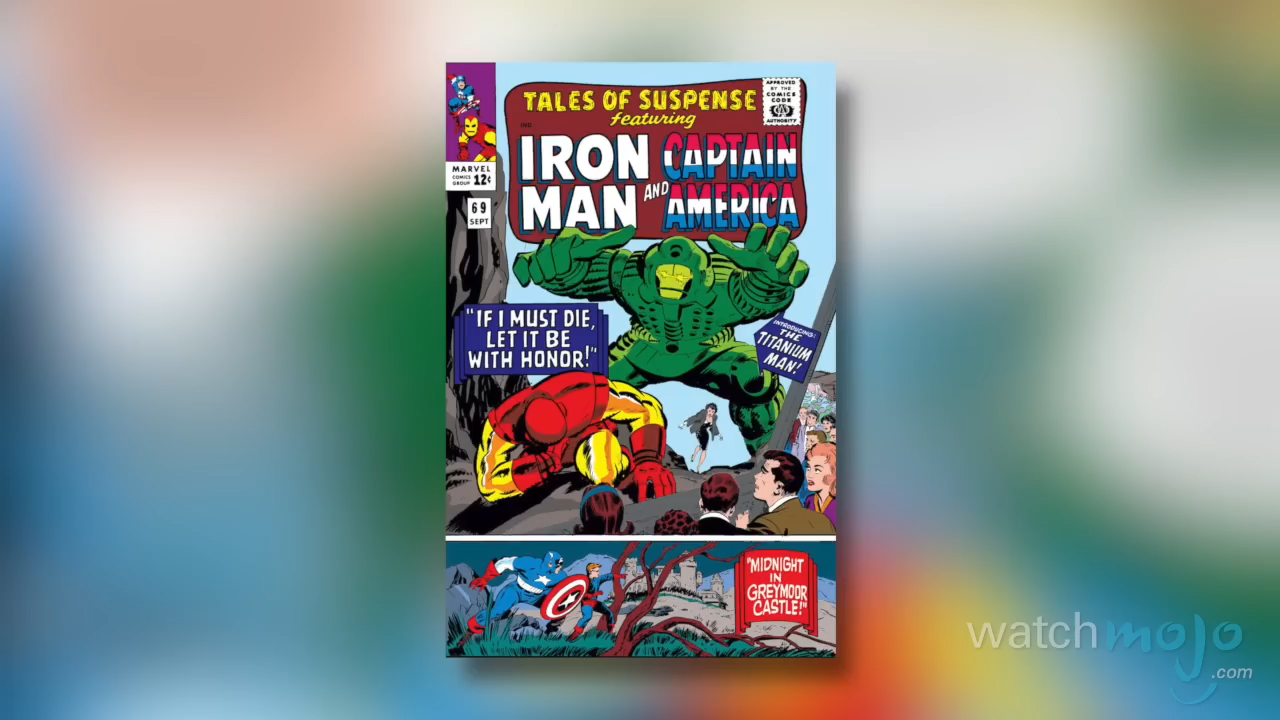 TALES OF SUSPENSE
featuring
IRON MAN
AND
CAPTAIN AMERICA
APPROVED
BY THE
COMICS
CODE
AUTHORITY
MARVEL
COMICS
GROUP
12¢
69
SEPT
IND.
"IF I MUST DIE,
LET IT BE
WITH HONOR!"
INTRODUCING:
THE
TITANIUM
MAN!
"MIDNIGHT
IN
GREYMOOR
CASTLE!"
watchmojo
.com